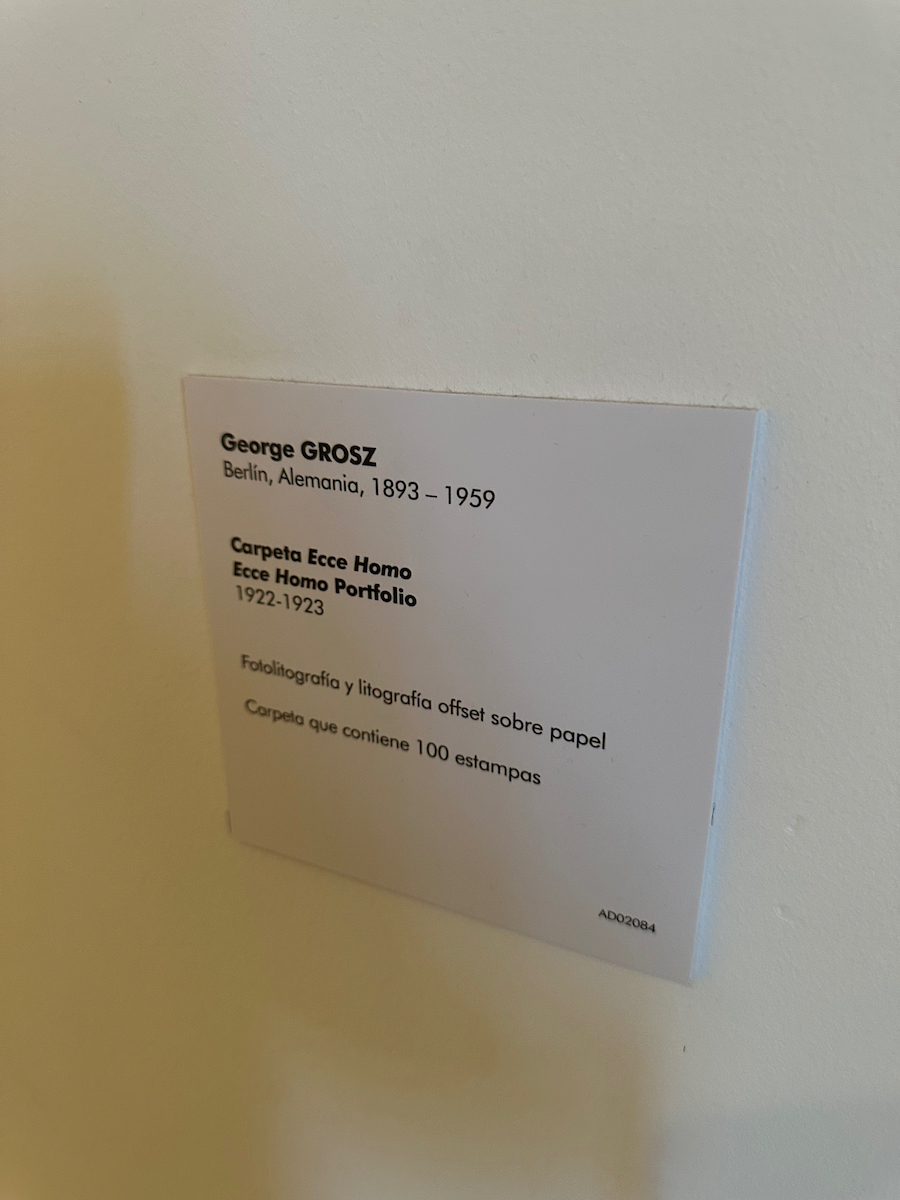 George GROSZ
Berlín, Alemania, 1893 – 1959
Carpeta Ecce Homo
Ecce Homo Portfolio
1922-1923
Fotolitografía y litografía offset sobre papel
Carpeta que contiene 100 estampas
AD02084